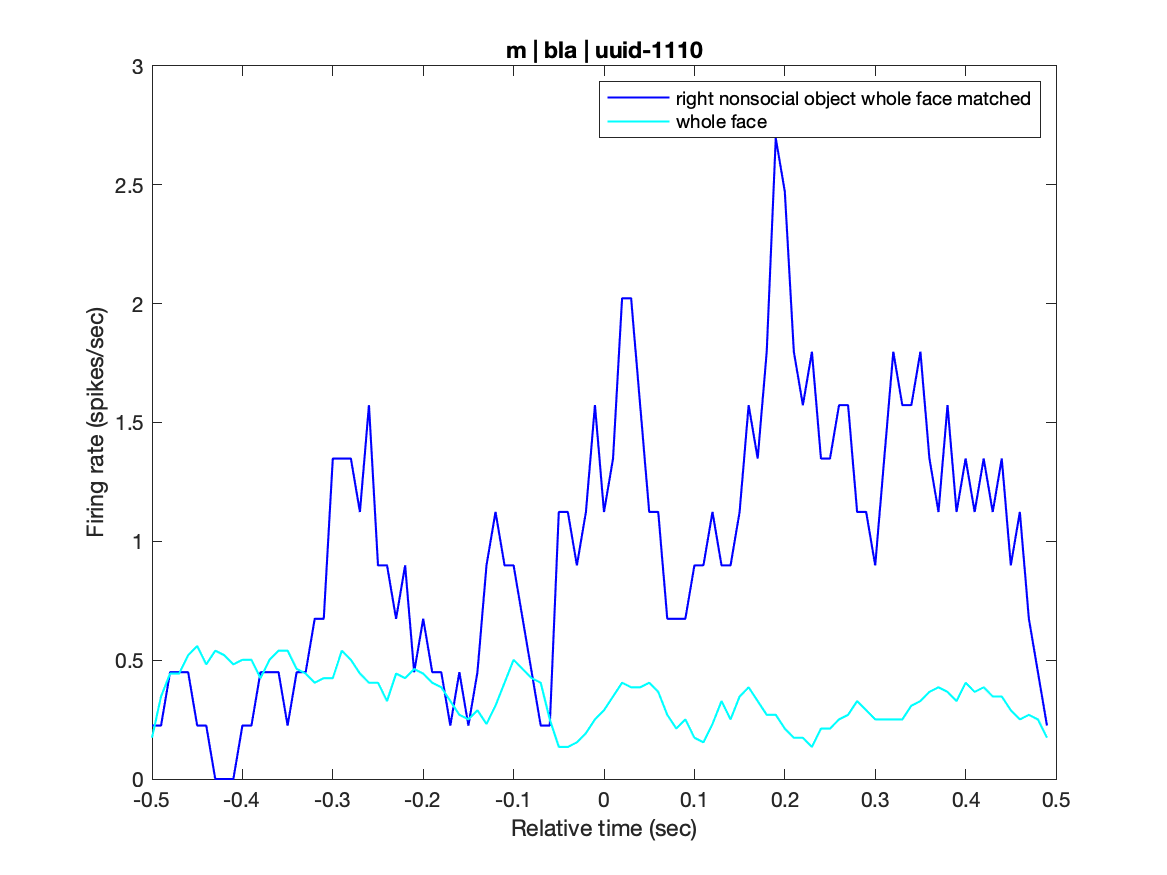 m | bla | uuid-1110
right nonsocial object whole face matched
whole face
Firing rate (spikes/sec)
3
2.5
2
1.5
1
0.5
0
-0.5 -0.4 -0.3 -0.2 -0.1 0 0.1 0.2 0.3 0.4 0.5
Relative time (sec)